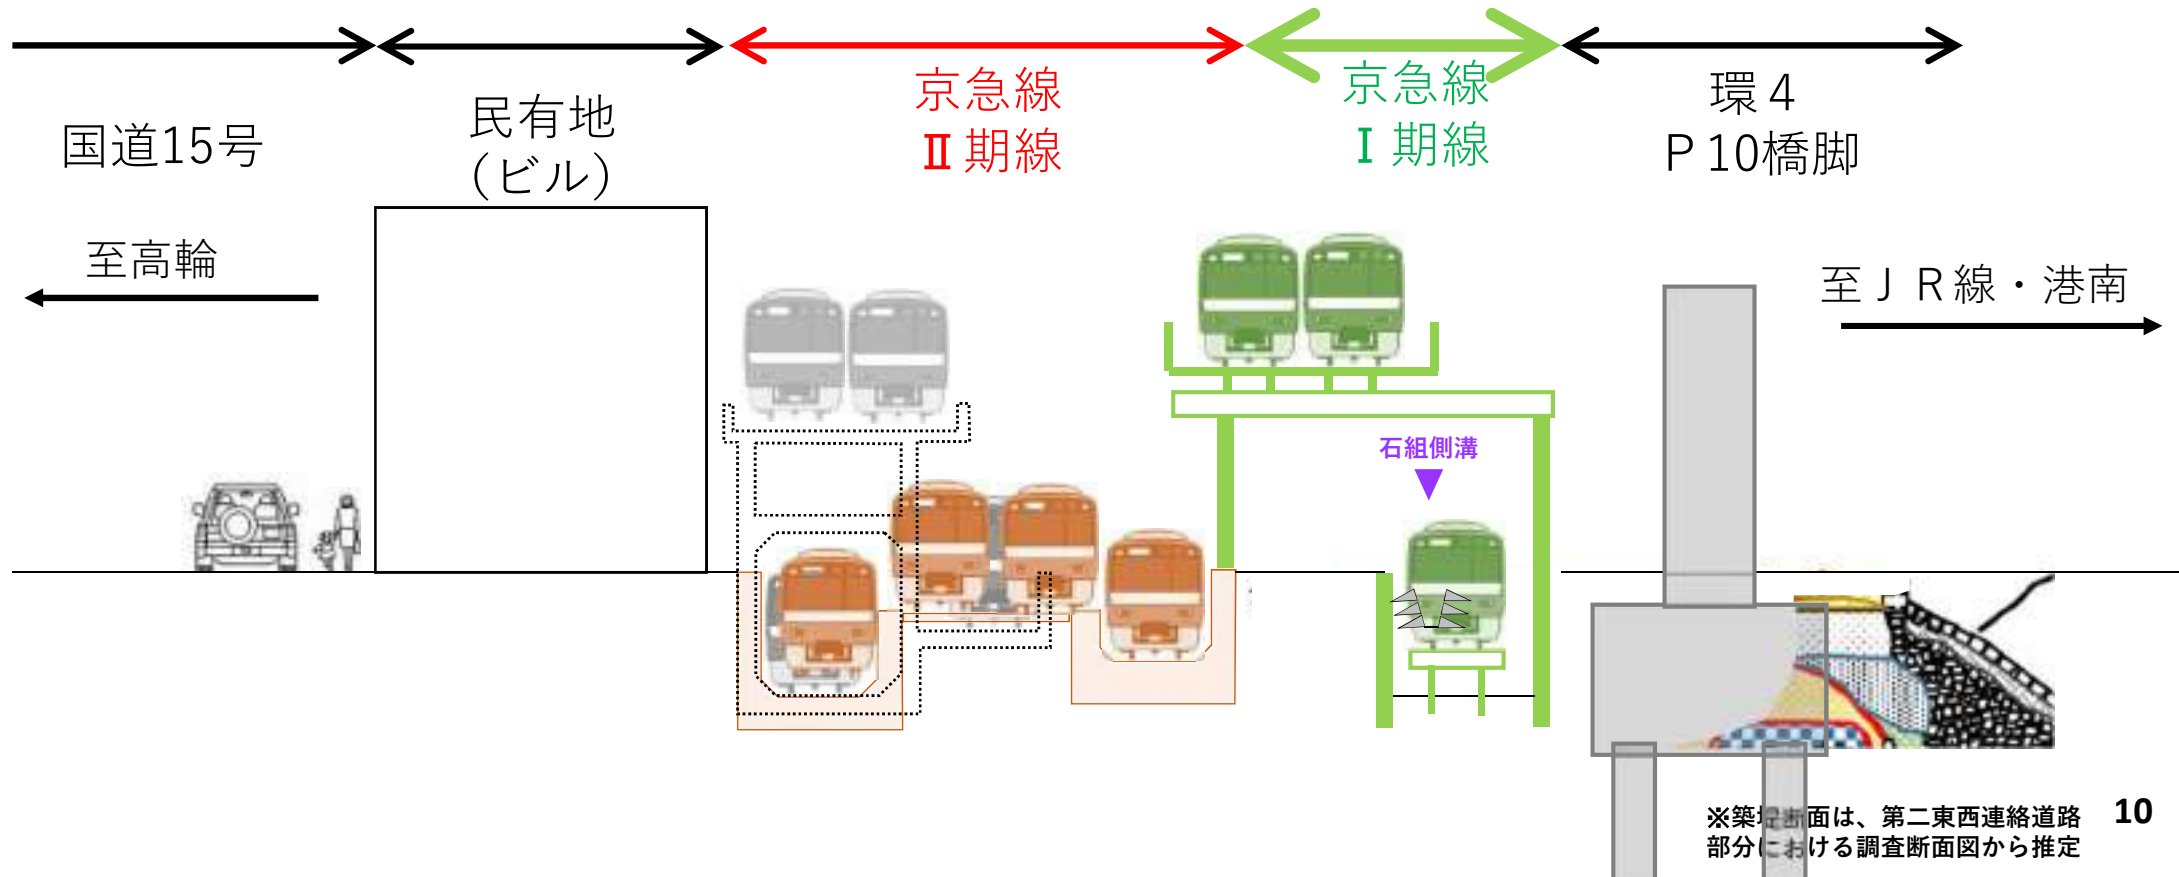 国道15号
民有地
(ビル)
京急線
Ⅱ期線
京急線
Ⅰ期線
環4
P10橋脚
至高輪
至JR線・港南
石組側溝
※築堤断面は、第二東西連絡道路
部分における調査断面図から推定
10